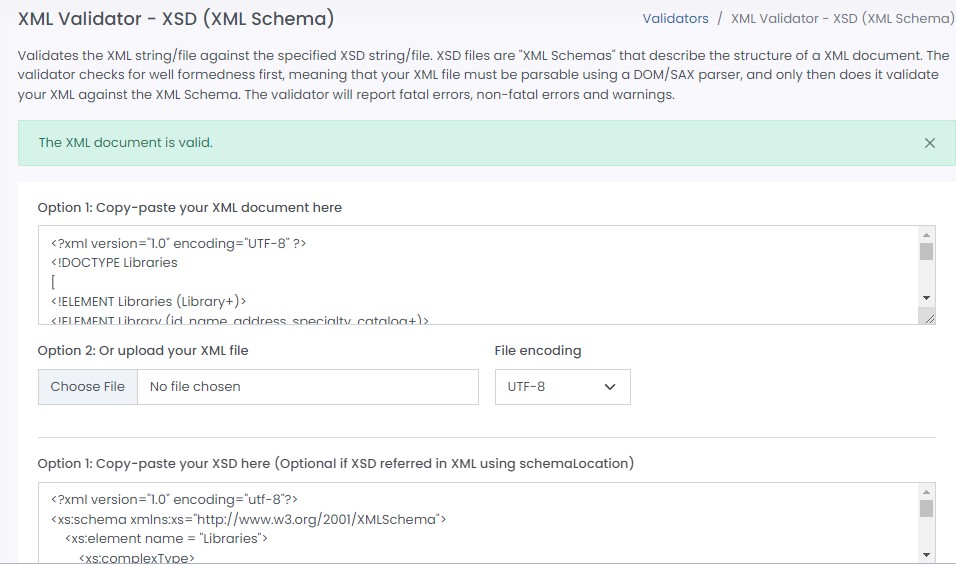 XML Validator - XSD (XML Schema)
Validators / XML Validator - XSD (XML Schema)
Validates the XML string/file against the specified XSD string/file. XSD files are "XML Schemas" that describe the structure of a XML document. The
validator checks for well formedness first, meaning that your XML file must be parsable using a DOM/SAX parser, and only then does it validate
your XML against the XML Schema. The validator will report fatal errors, non-fatal errors and warnings.
The XML document is valid.
Option 1: Copy-paste your XML document here
<?xml version="1.0" encoding="UTF-8" ?>
<!DOCTYPE Libraries
[
<!ELEMENT Libraries (Library+)>
<!ELEMENT Library (id, name, address, specialty, catalog+)>
Option 2: Or upload your XML file
File encoding
Choose File No file chosen
UTF-8
Option 1: Copy-paste your XSD here (Optional if XSD referred in XML using schemaLocation)
<?xml version="1.0" encoding="utf-8"?>
<xs:schema xmlns:xs="http://www.w3.org/2001/XMLSchema">
<xs:element name = "Libraries">
<xs:complexType>